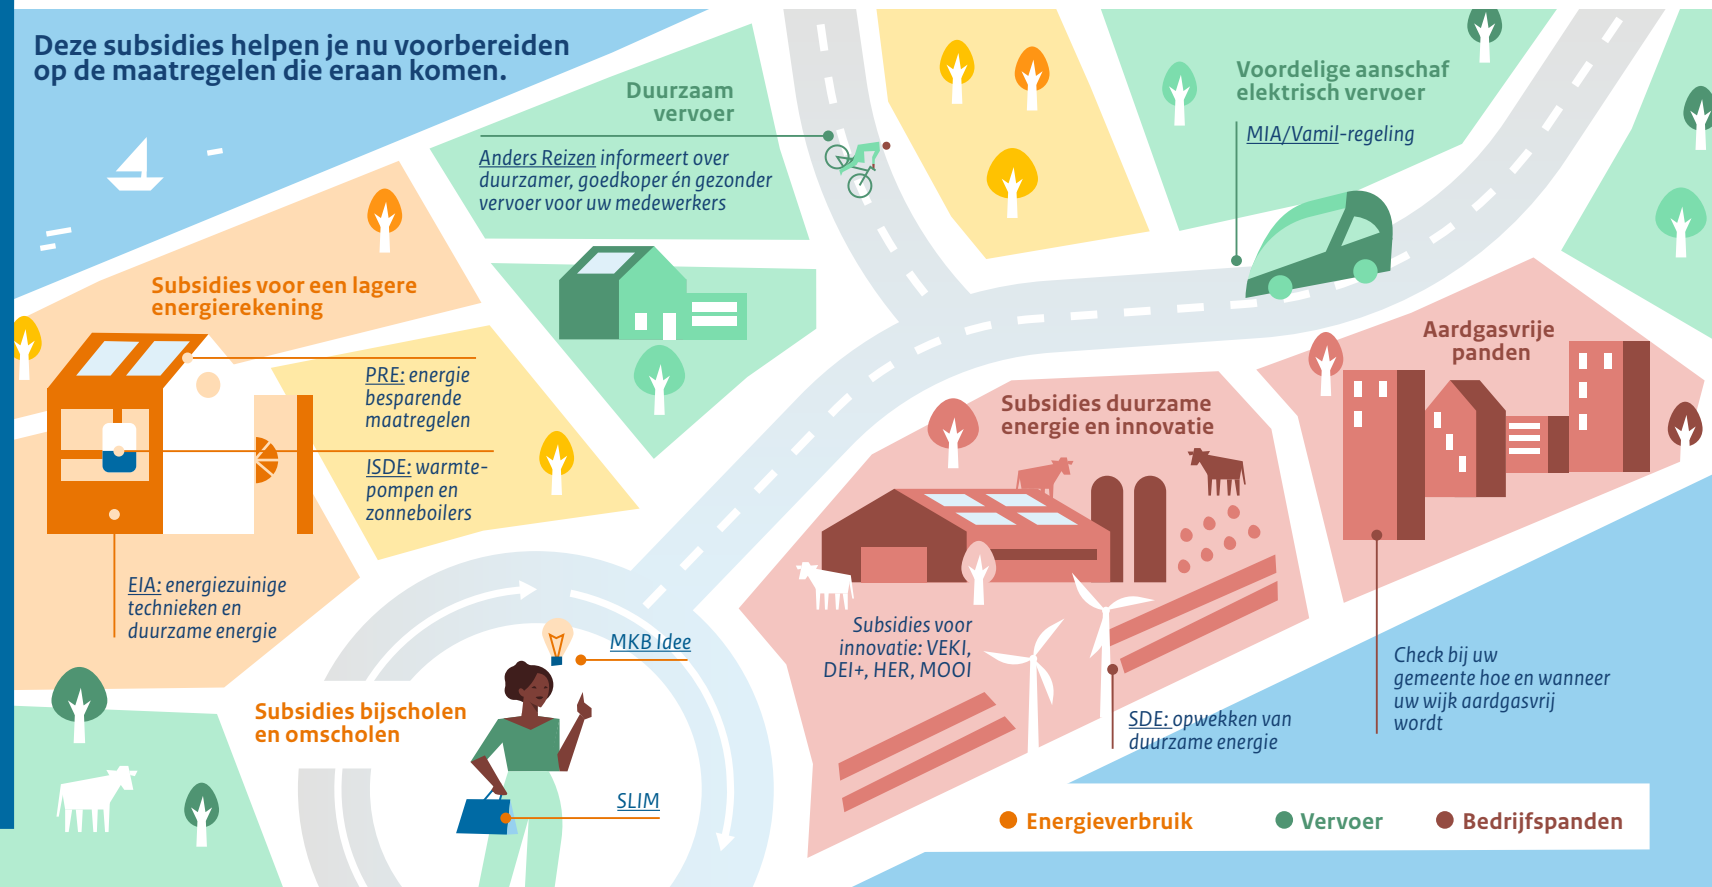 Deze subsidies helpen je nu voorbereiden
op de maatregelen die eraan komen.
Duurzaam
vervoer
Anders Reizen informeert over
duurzamer, goedkoper én gezonder
vervoer voor uw medewerkers
Voordelige aanschaf
elektrisch vervoer
MIA/Vamil-regeling
Subsidies voor een lagere
energierekening
PRE: energie
besparende
maatregelen
ISDE: warmte-
pompen en
zonneboilers
EIA: energiezuinige
technieken en
duurzame energie
Subsidies duurzame
energie en innovatie
Subsidies voor
innovatie: VEKI,
DEI+, HER, MOOI
SDE: opwekken van
duurzame energie
Aardgasvrije
panden
Check bij uw
gemeente hoe en wanneer
uw wijk aardgasvrij
wordt
Subsidies bijscholen
en omscholen
MKB Idee
SLIM
Energieverbruik
Vervoer
Bedrijfspanden